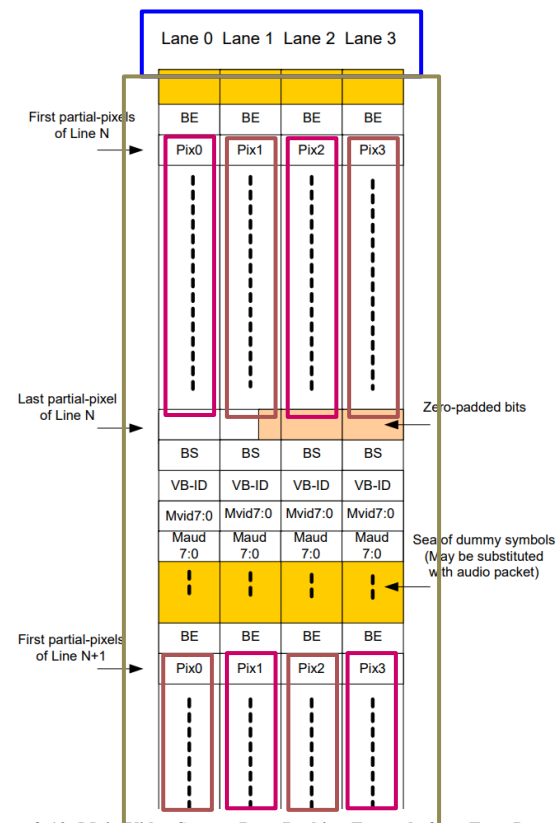 Lane 0 Lane 1 Lane 2 Lane 3
First partial-pixels
of Line N
BE BE BE BE
Pix0 Pix1 Pix2 Pix3
Last partial-pixel
of Line N
Zero-padded bits
BS BS BS BS
VB-ID VB-ID VB-ID VB-ID
Mvid7:0 Mvid7:0 Mvid7:0 Mvid7:0
Maud Maud Maud Maud
7:0 7:0 7:0 7:0
Sea of dummy symbols
(May be substituted
with audio packet)
First partial-pixels
of Line N+1
BE BE BE BE
Pix0 Pix1 Pix2 Pix3